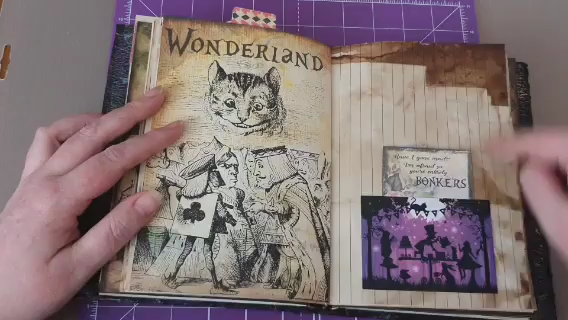 WONDERLAND
Have I gone mad?
I'm afraid so
you're entirely
BONKERS